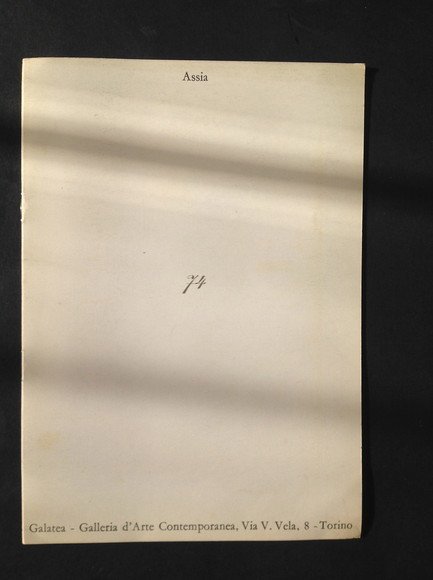 Assia
74
Galatea - Galleria d'Arte Contemporanea, Via V. Vela, 8 - Torino